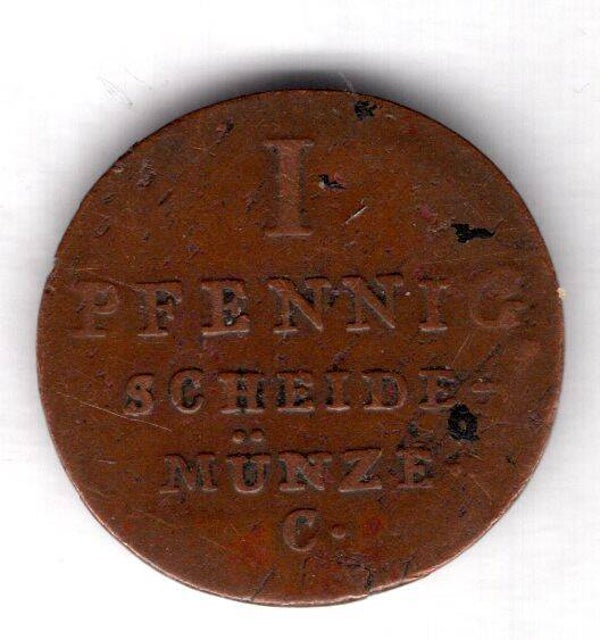 I
PFENNIG
SCHEIDE-
MÜNZE.
C.